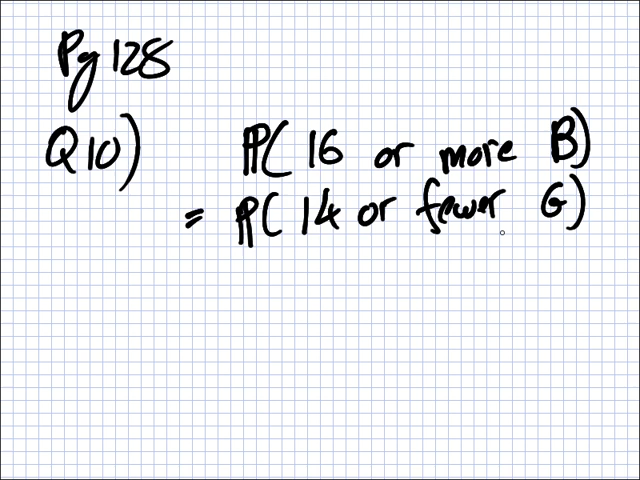 Pg 128
Q10) ℙ( 16 or more B)
= ℙ( 14 or fewer G)